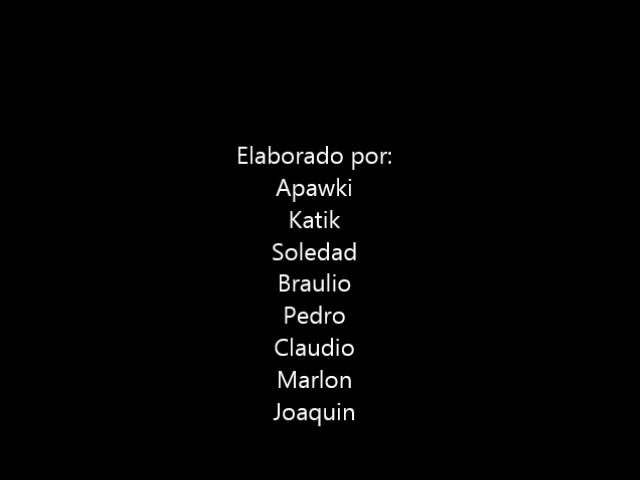 Elaborado por:
Apawki
Katik
Soledad
Braulio
Pedro
Claudio
Marlon
Joaquin